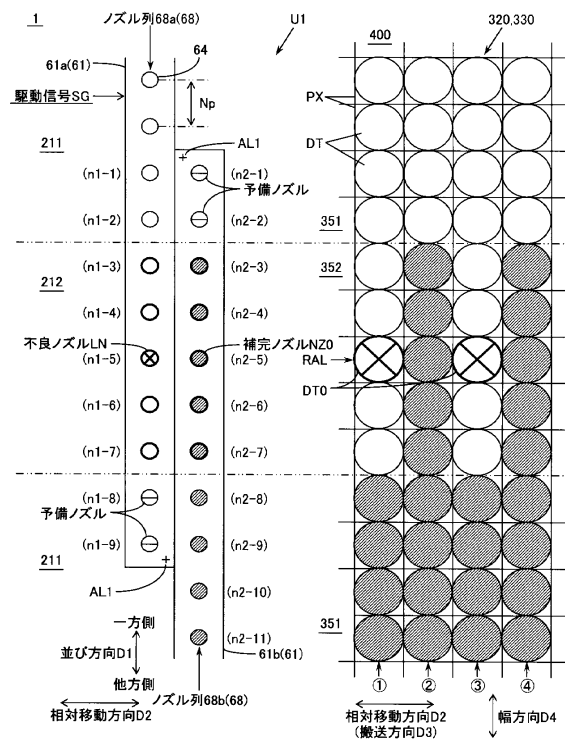 1
ノズル列68a(68)
U1
320,330
61a(61)
64
400
駆動信号SG
Np
PX
211
AL1
DT
(n1-1)
(n2-1)
予備ノズル
(n1-2)
(n2-2)
351
(n1-3)
(n2-3)
352
212
(n1-4)
(n2-4)
不良ノズルLN
補完ノズルNZ0
RAL
(n1-5)
(n2-5)
DT0
(n1-6)
(n2-6)
(n1-7)
(n2-7)
(n1-8)
(n2-8)
予備ノズル
(n1-9)
(n2-9)
211
AL1
(n2-10)
一方側
351
並び方向D1
(n2-11)
他方側
61b(61)
① ② ③ ④
ノズル列68b(68)
相対移動方向D2
相対移動方向D2
(搬送方向D3)
幅方向D4